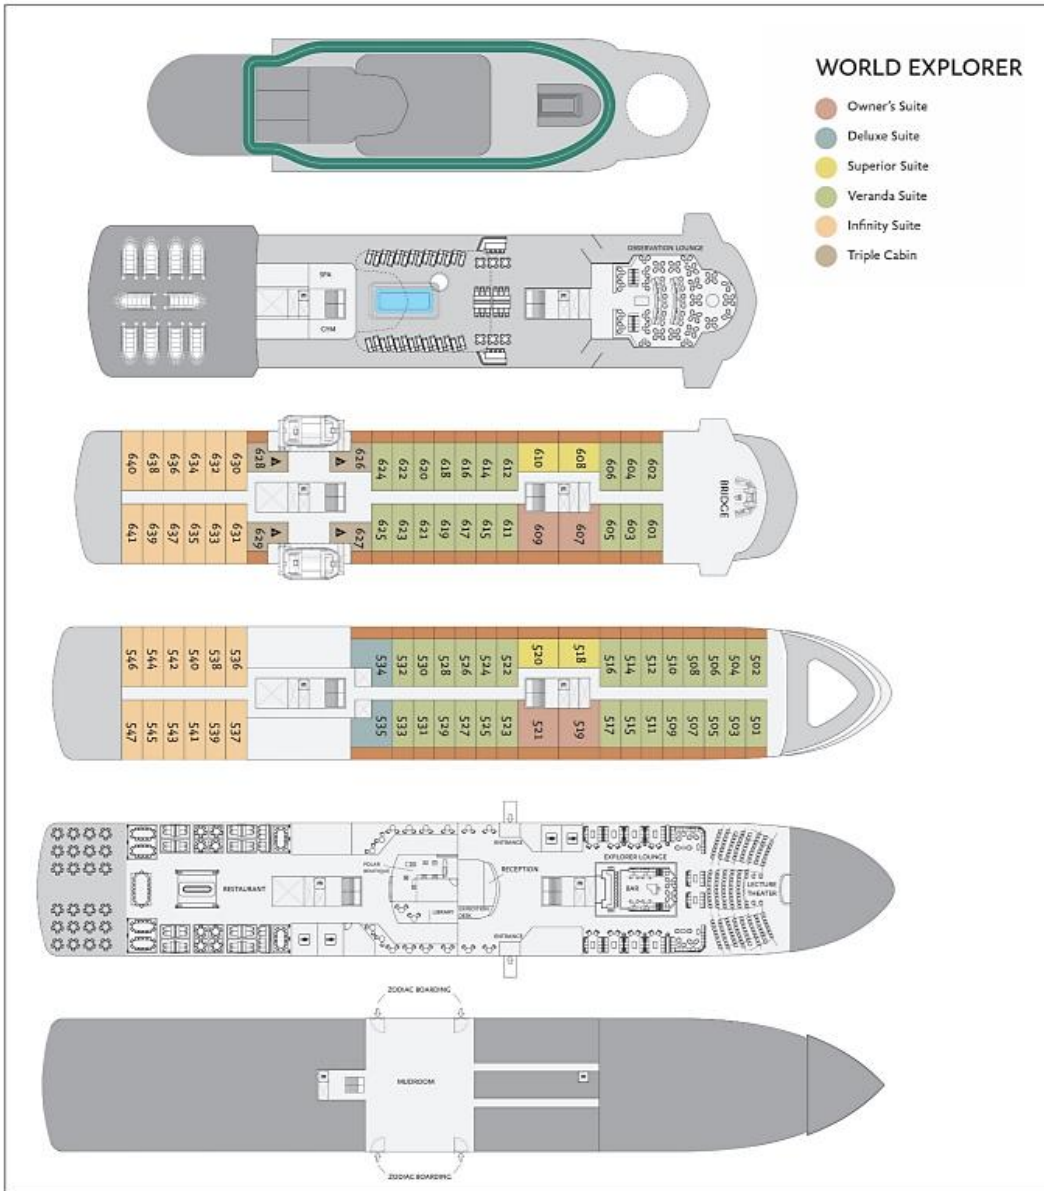 WORLD EXPLORER
Owner's Suite
Deluxe Suite
Superior Suite
Veranda Suite
Infinity Suite
Triple Cabin
OBSERVATION LOUNGE
SPA
GYM
640 638 636 634 632 630 628 626 624 622 620 618 616 614 612 610 608 606 604 602
BRIDGE
641 639 637 635 633 631 629 627 625 623 621 619 617 615 611 609 607 605 603 601
546 544 542 540 538 536 534 532 530 528 526 524 522 520 518 516 514 512 510 508 506 504 502
547 545 543 541 539 537 535 533 531 529 527 525 523 521 519 517 515 511 509 507 505 503 501
ENTRANCE
EXPLORER LOUNGE
POLAR
BOUTIQUE
RECEPTION
RESTAURANT
BAR
LECTURE
THEATER
LIBRARY
EXPEDITION
DESK
ENTRANCE
ZODIAC BOARDING
MUDROOM
ZODIAC BOARDING